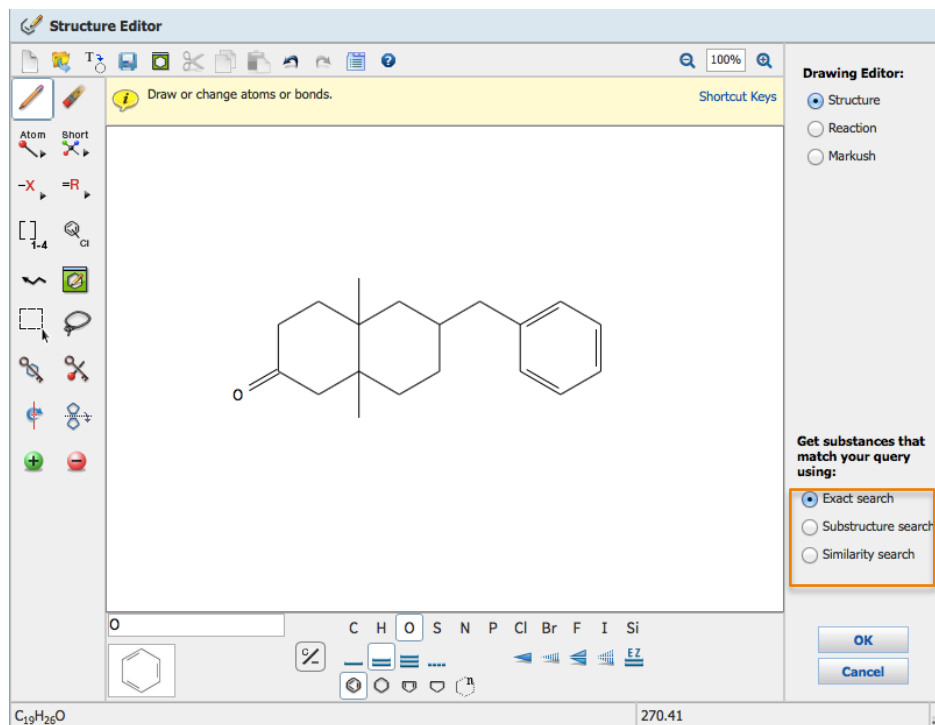 Structure Editor
100%
Draw or change atoms or bonds.
Shortcut Keys
Drawing Editor:
Structure
Reaction
Markush
Atom
Short
-X
=R
[ ] 1-4
Cl
O
Get substances that
match your query
using:
Exact search
Substructure search
Similarity search
O
C H O S N P Cl Br F I Si
C/–
EZ
n
OK
Cancel
C₁₉H₂₆O
270.41